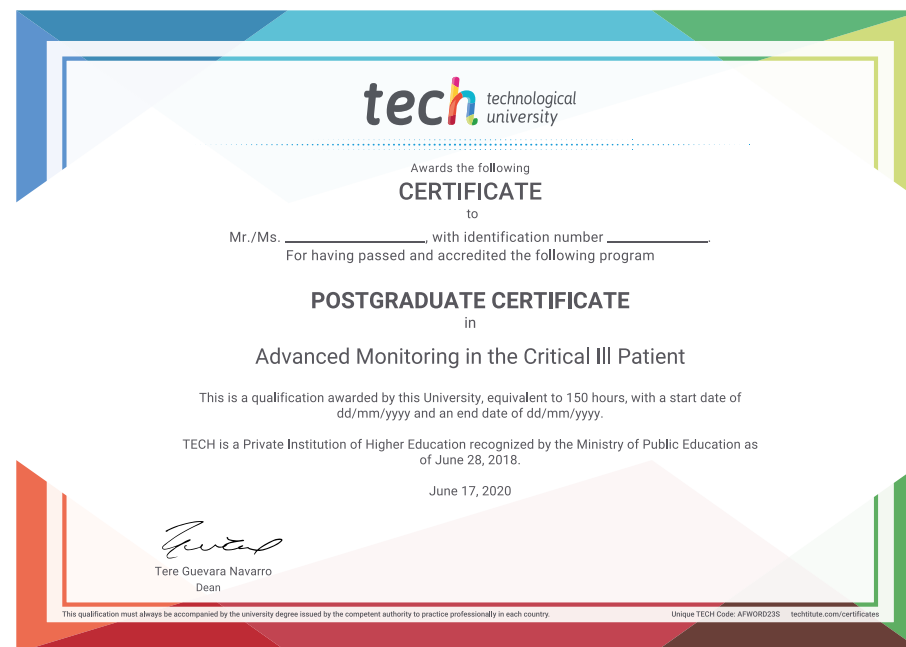 tech technological
university
Awards the following
CERTIFICATE
to
Mr./Ms. ____________________, with identification number ______________.
For having passed and accredited the following program
POSTGRADUATE CERTIFICATE
in
Advanced Monitoring in the Critical Ill Patient
This is a qualification awarded by this University, equivalent to 150 hours, with a start date of
dd/mm/yyyy and an end date of dd/mm/yyyy.
TECH is a Private Institution of Higher Education recognized by the Ministry of Public Education as
of June 28, 2018.
June 17, 2020
Tere Guevara Navarro
Dean
This qualification must always be accompanied by the university degree issued by the competent authority to practice professionally in each country.
Unique TECH Code: AFWORD23S techtitute.com/certificates